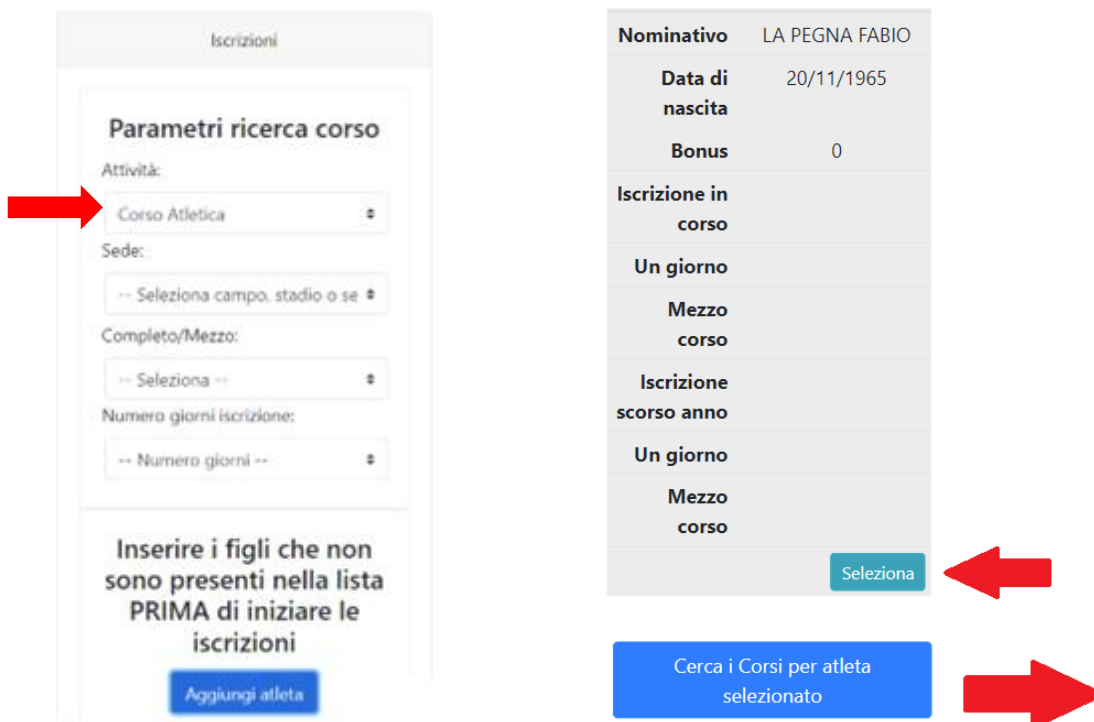 Iscrizioni
Parametri ricerca corso
Attività:
Corso Atletica
Sede:
-- Seleziona campo, stadio o se
Completo/Mezzo:
-- Seleziona --
Numero giorni iscrizione:
-- Numero giorni --
Inserire i figli che non
sono presenti nella lista
PRIMA di iniziare le
iscrizioni
Aggiungi atleta
Nominativo LA PEGNA FABIO
Data di 20/11/1965
nascita
Bonus 0
Iscrizione in
corso
Un giorno
Mezzo
corso
Iscrizione
scorso anno
Un giorno
Mezzo
corso
Seleziona
Cerca i Corsi per atleta
selezionato